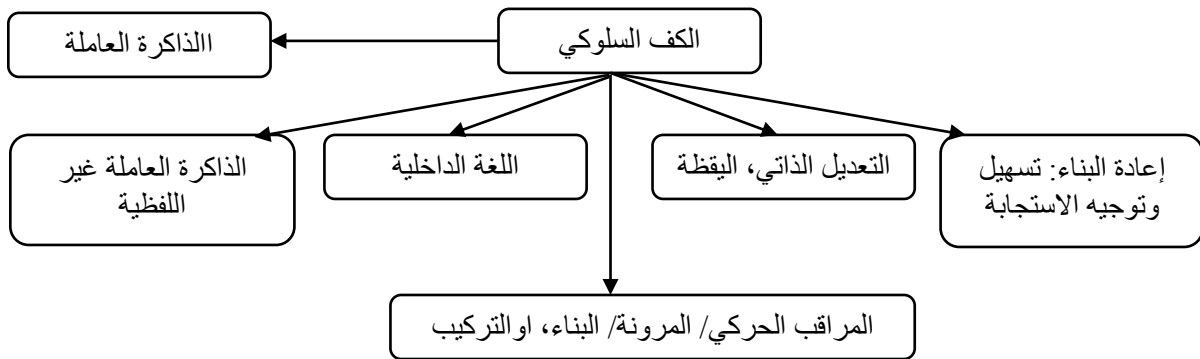 الكف السلوكي
االذاكرة العاملة
إعادة البناء: تسهيل
وتوجيه الاستجابة
التعديل الذاتي، اليقظة
اللغة الداخلية
الذاكرة العاملة غير
اللفظية
المراقب الحركي/ المرونة/ البناء، اوالتركيب